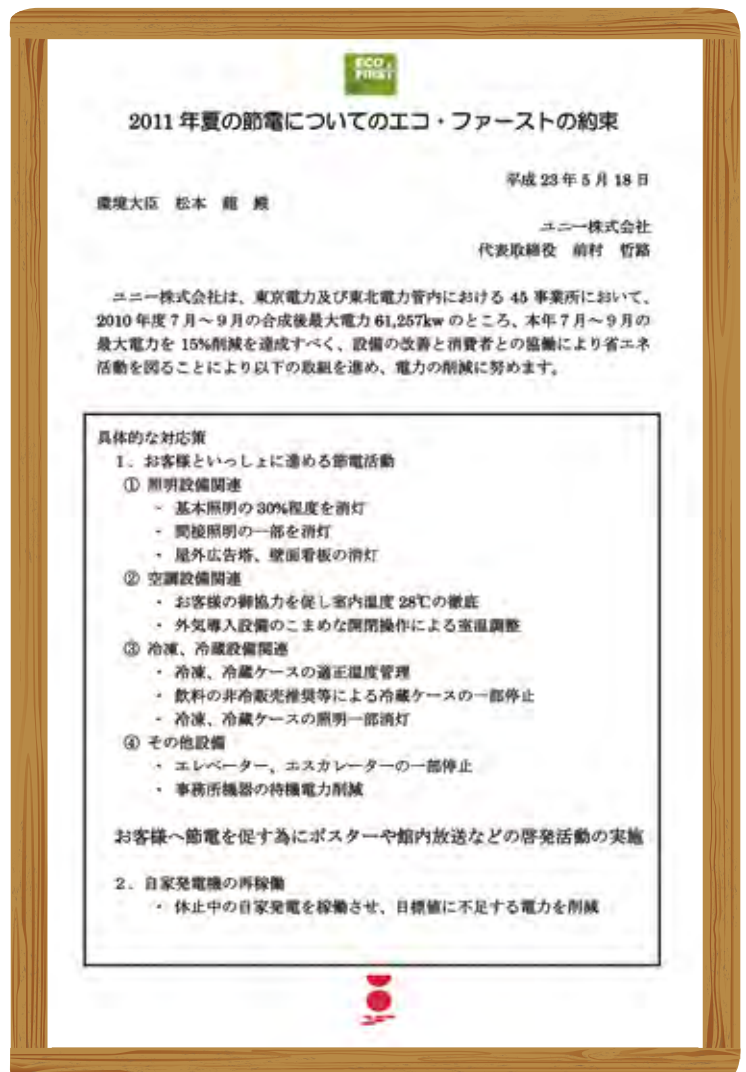 ECO FIRST
2011年夏の節電についてのエコ・ファーストの約束
平成23年5月18日
環境大臣 松本 龍 殿
ユニー株式会社
代表取締役 前村 哲路
ユニー株式会社は、東京電力及び東北電力管内における 45 事業所において、
2010年度7月～9月の合成後最大電力61,257kwのところ、本年7月～9月の
最大電力を 15%削減を達成すべく、設備の改善と消費者との協働により省エネ
活動を図ることにより以下の取組を進め、電力の削減に努めます。
具体的な対応策
1．お客様といっしょに進める節電活動
① 照明設備関連
・ 基本照明の30%程度を消灯
・ 間接照明の一部を消灯
・ 屋外広告塔、壁面看板の消灯
② 空調設備関連
・ お客様の御協力を促し室内温度28℃の徹底
・ 外気導入設備のこまめな開閉操作による室温調整
③ 冷凍、冷蔵設備関連
・ 冷凍、冷蔵ケースの適正温度管理
・ 飲料の非冷販売推奨等による冷蔵ケースの一部停止
・ 冷凍、冷蔵ケースの照明一部消灯
④ その他設備
・ エレベーター、エスカレーターの一部停止
・ 事務所機器の待機電力削減
お客様へ節電を促す為にポスターや館内放送などの啓発活動の実施
2．自家発電機の再稼働
・ 休止中の自家発電を稼働させ、目標値に不足する電力を削減
ユニー